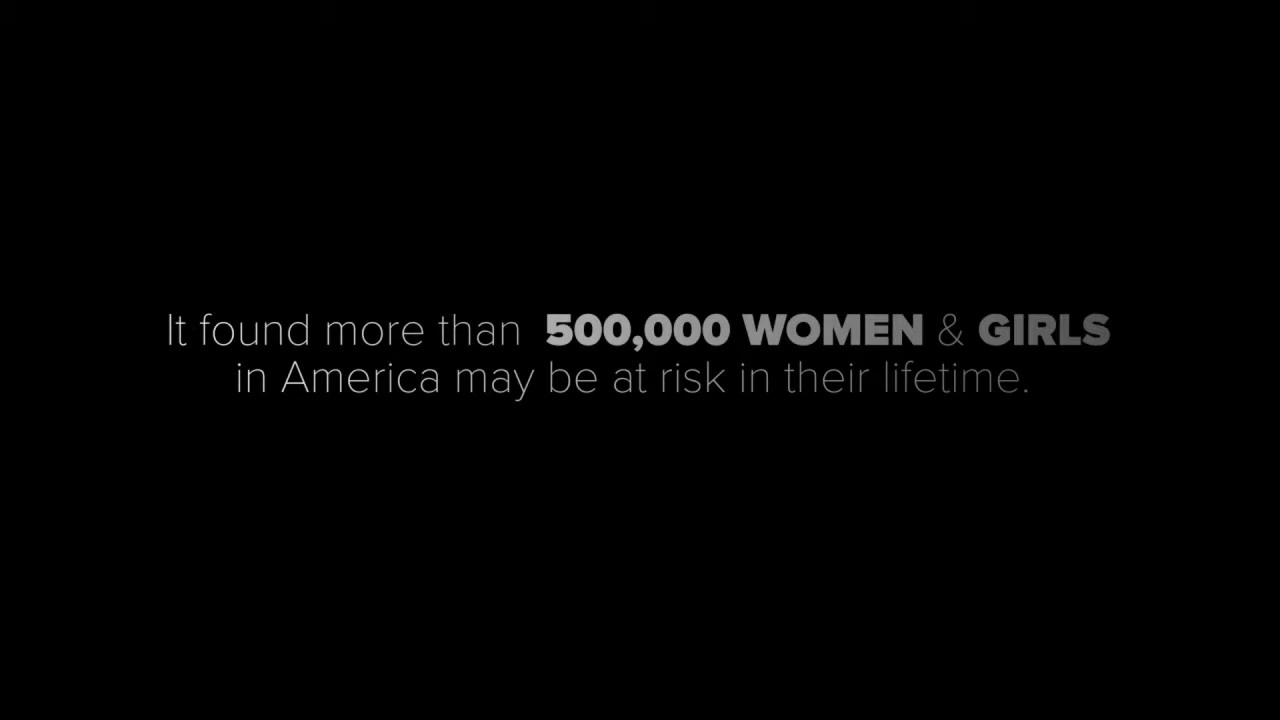 It found more than 500,000 WOMEN & GIRLS
in America may be at risk in their lifetime.